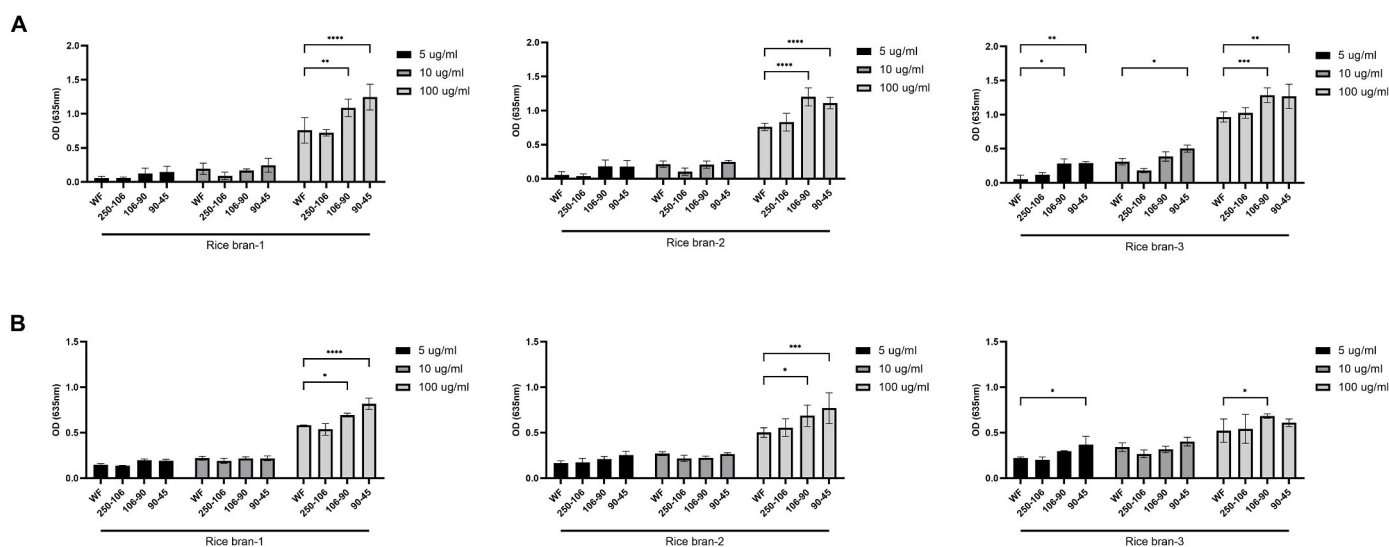 A
2.0
1.5
1.0
0.5
0.0
OD (635nm)
**** 
**
5 ug/ml
10 ug/ml
100 ug/ml
WF
250-106
106-90
90-45
WF
250-106
106-90
90-45
WF
250-106
106-90
90-45
Rice bran-1
2.0
1.5
1.0
0.5
0.0
OD (635nm)
****
****
5 ug/ml
10 ug/ml
100 ug/ml
WF
250-106
106-90
90-45
WF
250-106
106-90
90-45
WF
250-106
106-90
90-45
Rice bran-2
2.0
1.5
1.0
0.5
0.0
OD (635nm)
**
*
*
**
***
5 ug/ml
10 ug/ml
100 ug/ml
WF
250-106
106-90
90-45
WF
250-106
106-90
90-45
WF
250-106
106-90
90-45
Rice bran-3
B
1.5
1.0
0.5
0.0
OD (635nm)
****
*
5 ug/ml
10 ug/ml
100 ug/ml
WF
250-106
106-90
90-45
WF
250-106
106-90
90-45
WF
250-106
106-90
90-45
Rice bran-1
1.5
1.0
0.5
0.0
OD (635nm)
***
*
5 ug/ml
10 ug/ml
100 ug/ml
WF
250-106
106-90
90-45
WF
250-106
106-90
90-45
WF
250-106
106-90
90-45
Rice bran-2
1.5
1.0
0.5
0.0
OD (635nm)
*
*
5 ug/ml
10 ug/ml
100 ug/ml
WF
250-106
106-90
90-45
WF
250-106
106-90
90-45
WF
250-106
106-90
90-45
Rice bran-3